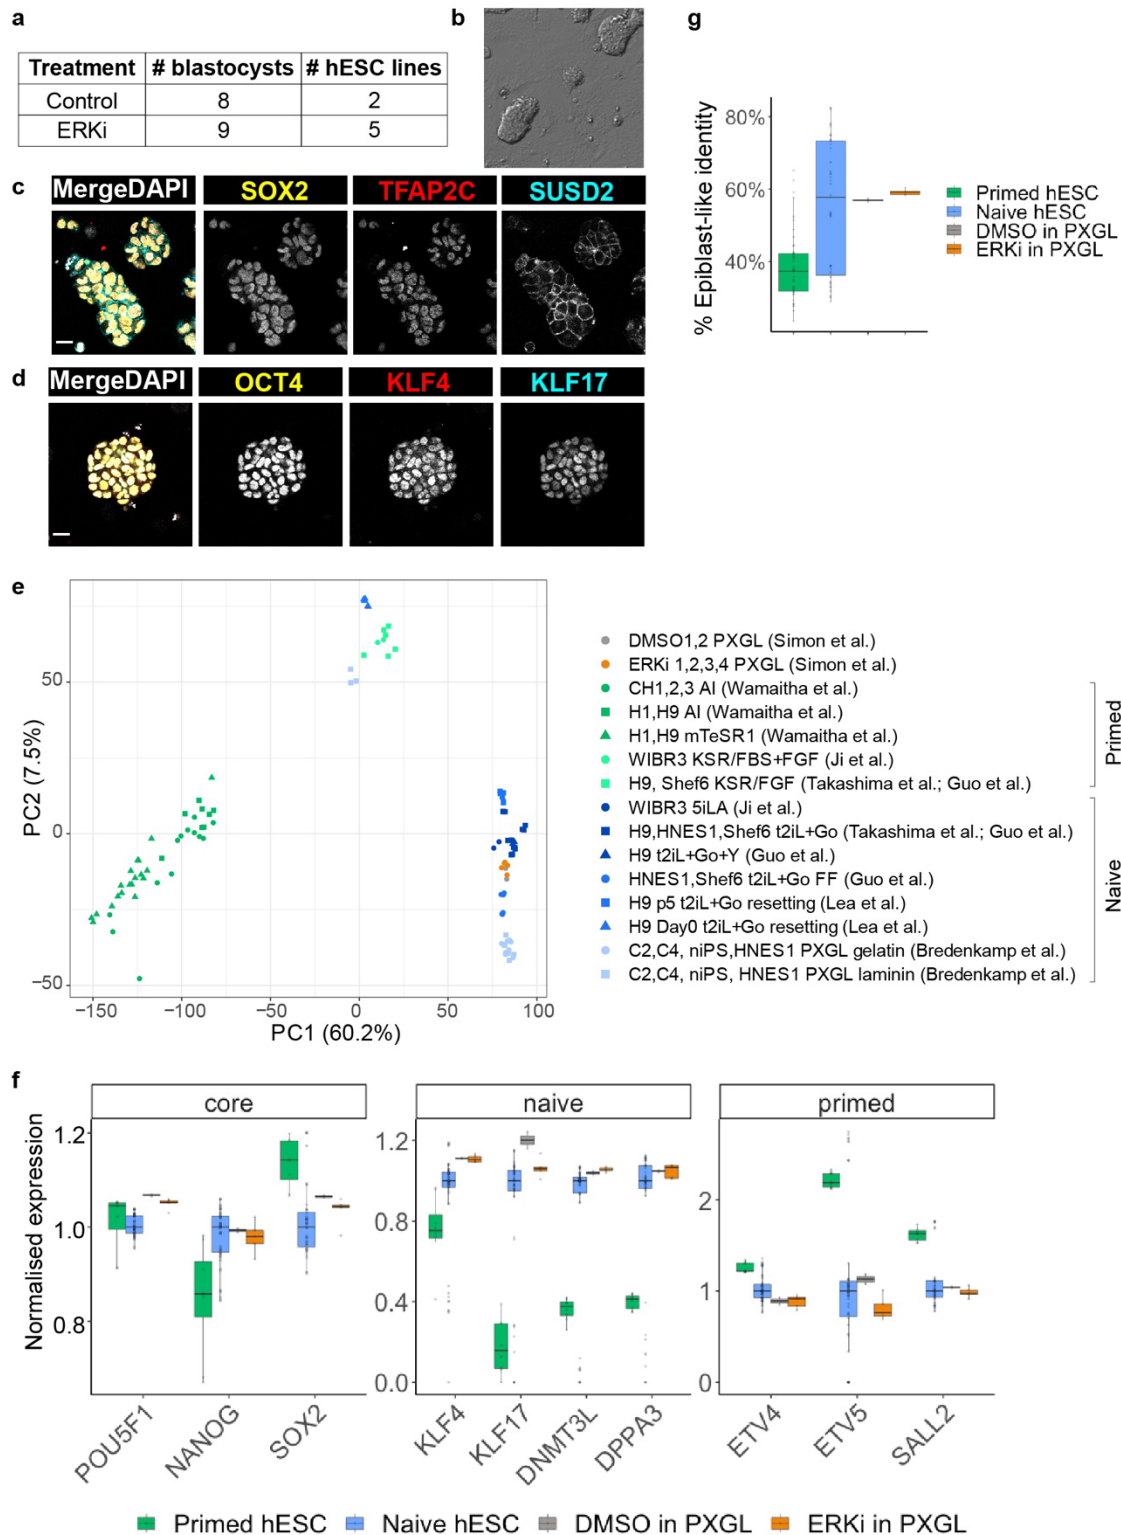 a
Treatment # blastocysts # hESC lines
Control 8 2
ERKi 9 5
b
c
MergeDAPI SOX2 TFAP2C SUSD2
d
MergeDAPI OCT4 KLF4 KLF17
g
% Epiblast-like identity
80%
60%
40%
Primed hESC
Naive hESC
DMSO in PXGL
ERKi in PXGL
e
PC2 (7.5%)
50
0
−50
−150 −100 −50 0 50 100
PC1 (60.2%)
DMSO1,2 PXGL (Simon et al.)
ERKi 1,2,3,4 PXGL (Simon et al.)
CH1,2,3 AI (Wamaitha et al.)
H1,H9 AI (Wamaitha et al.)
H1,H9 mTeSR1 (Wamaitha et al.)
WIBR3 KSR/FBS+FGF (Ji et al.)
H9, Shef6 KSR/FGF (Takashima et al.; Guo et al.)
WIBR3 5iLA (Ji et al.)
H9,HNES1,Shef6 t2iL+Go (Takashima et al.; Guo et al.)
H9 t2iL+Go+Y (Guo et al.)
HNES1,Shef6 t2iL+Go FF (Guo et al.)
H9 p5 t2iL+Go resetting (Lea et al.)
H9 Day0 t2iL+Go resetting (Lea et al.)
C2,C4, niPS,HNES1 PXGL gelatin (Bredenkamp et al.)
C2,C4, niPS, HNES1 PXGL laminin (Bredenkamp et al.)
Primed
Naive
f
Normalised expression
core
1.2
1.0
0.8
POU5F1 NANOG SOX2
naive
1.2
0.8
0.4
0.0
KLF4 KLF17 DNMT3L DPPA3
primed
2
1
0
ETV4 ETV5 SALL2
Primed hESC Naive hESC DMSO in PXGL ERKi in PXGL